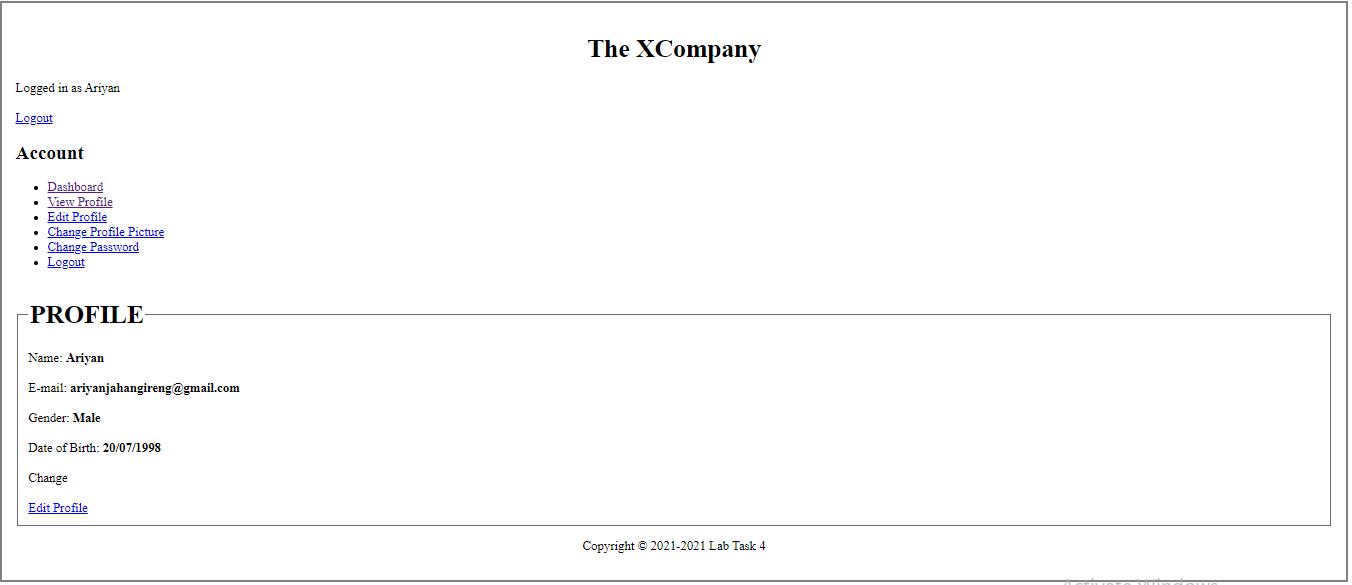 The XCompany
Logged in as Ariyan
Logout
Account
Dashboard
View Profile
Edit Profile
Change Profile Picture
Change Password
Logout
PROFILE
Name: Ariyan
E-mail: ariyanjahangireng@gmail.com
Gender: Male
Date of Birth: 20/07/1998
Change
Edit Profile
Copyright © 2021-2021 Lab Task 4
Activate Windows